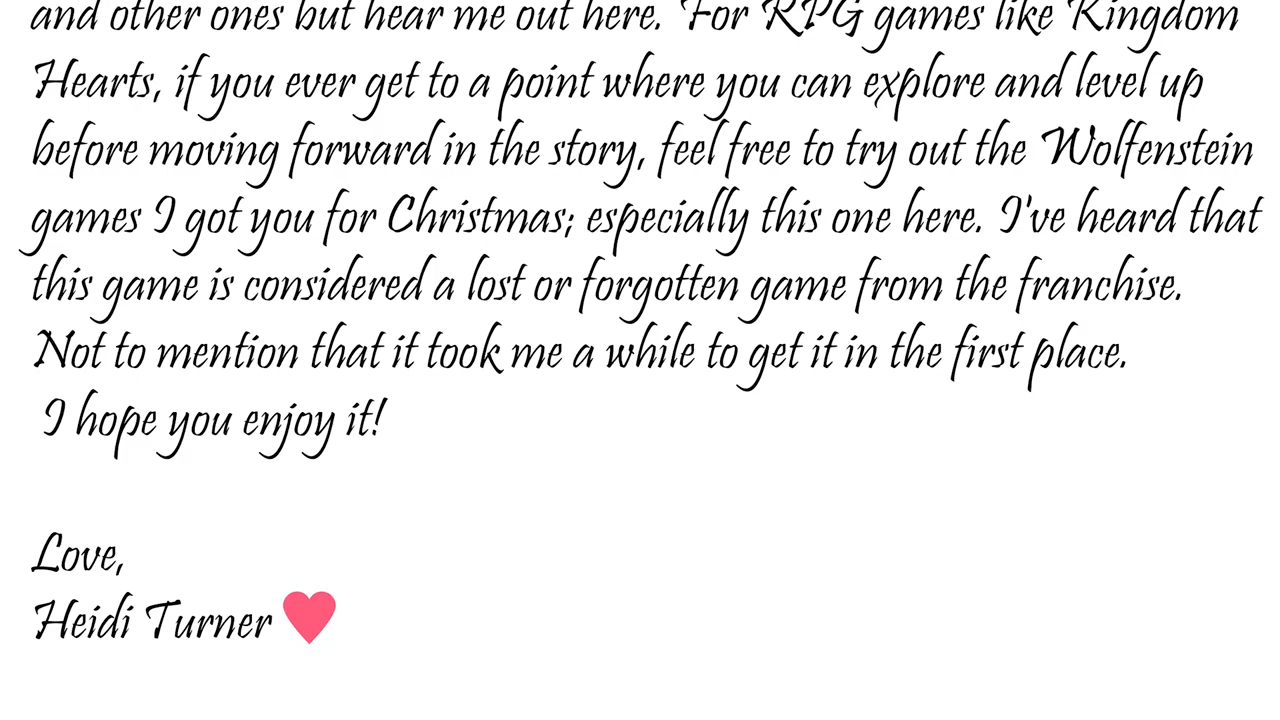 and other ones but hear me out here. For RPG games like Kingdom
Hearts, if you ever get to a point where you can explore and level up
before moving forward in the story, feel free to try out the Wolfenstein
games I got you for Christmas; especially this one here. I've heard that
this game is considered a lost or forgotten game from the franchise.
Not to mention that it took me a while to get it in the first place.
I hope you enjoy it!
Love,
Heidi Turner